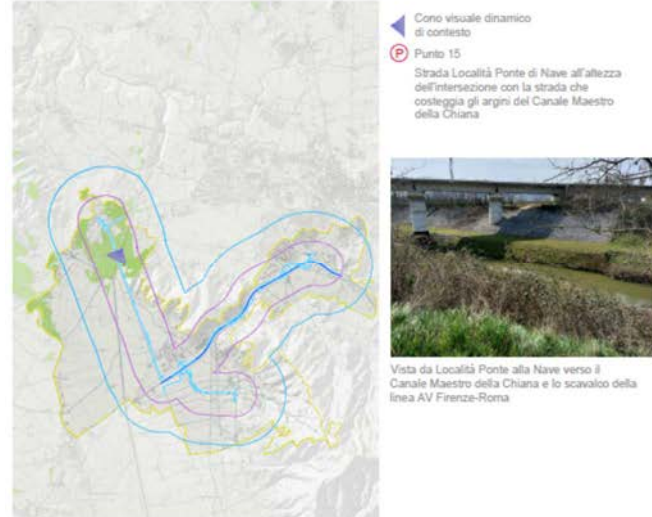 Cono visuale dinamico
di contesto
P Punto 15
Strada Località Ponte di Nave all'altezza
dell'intersezione con la strada che
costeggia gli argini del Canale Maestro
della Chiana
Vista da Località Ponte alla Nave verso il
Canale Maestro della Chiana e lo scavalco della
linea AV Firenze-Roma